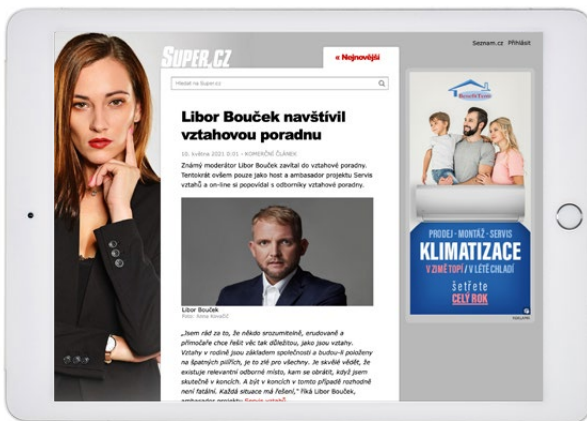 Seznam.cz Přihlásit
SUPER.CZ
« Nejnovější
Hledat na Super.cz
Libor Bouček navštívil
vztahovou poradnu
10. května 2021 0:01 - KOMERČNÍ ČLÁNEK
Známý moderátor Libor Bouček zavítal do vztahové poradny.
Tentokrát ovšem pouze jako host a ambasador projektu Servis
vztahů a on-line si popovídal s odborníky vztahové poradny.
Libor Bouček
„Jsem rád za to, že někdo srozumitelně, erudovaně a
přímočaře chce řešit věc tak důležitou, jako jsou vztahy.
Vztahy v rodině jsou základem společnosti a budou-li položeny
na špatných pilířích, je to zlé pro všechny. Je skvělé vědět, že
existuje relevantní odborné místo, kam se obrátit, když jsem
skutečně v koncích. A být v koncích v tomto případě rozhodně
není fatální. Každá situace má řešení," říká Libor Bouček,
ambasador projektu Servis vztahů.
PRODEJ - MONTÁŽ - SERVIS
KLIMATIZACE
V ZIMĚ TOPÍ / V LÉTĚ CHLADÍ
šetřete
CELÝ ROK
REKLAMA